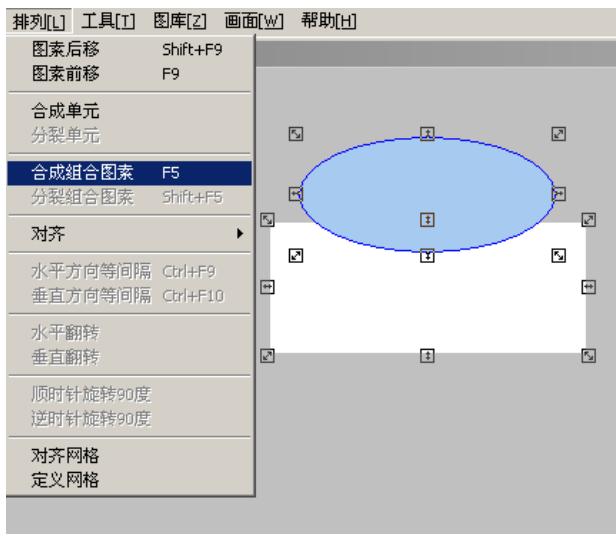 排列[L] 工具[T] 图库[Z] 画面[W] 帮助[H]
图素后移 Shift+F9
图素前移 F9
合成单元
分裂单元
合成组合图素 F5
分裂组合图素 Shift+F5
对齐
水平方向等间隔 Ctrl+F9
垂直方向等间隔 Ctrl+F10
水平翻转
垂直翻转
顺时针旋转90度
逆时针旋转90度
对齐网格
定义网格